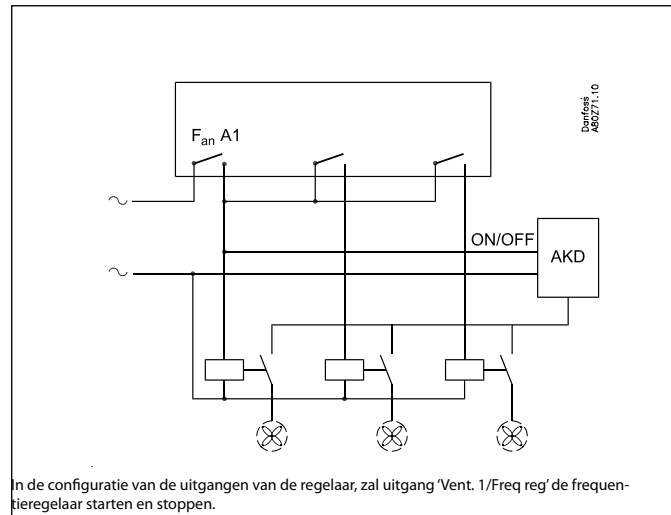 Danfoss
A80Z71.10
Fan A1
ON/OFF
AKD
In de configuratie van de uitgangen van de regelaar, zal uitgang ‘Vent. 1/Freq reg’ de frequen-
tieregelaar starten en stoppen.